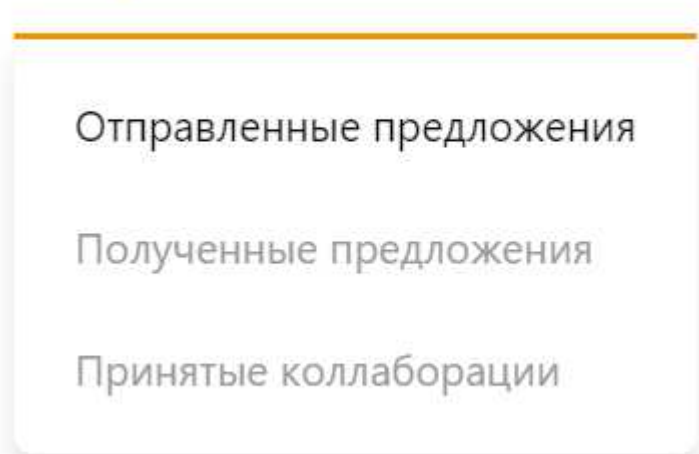 Отправленные предложения
Полученные предложения
Принятые коллаборации